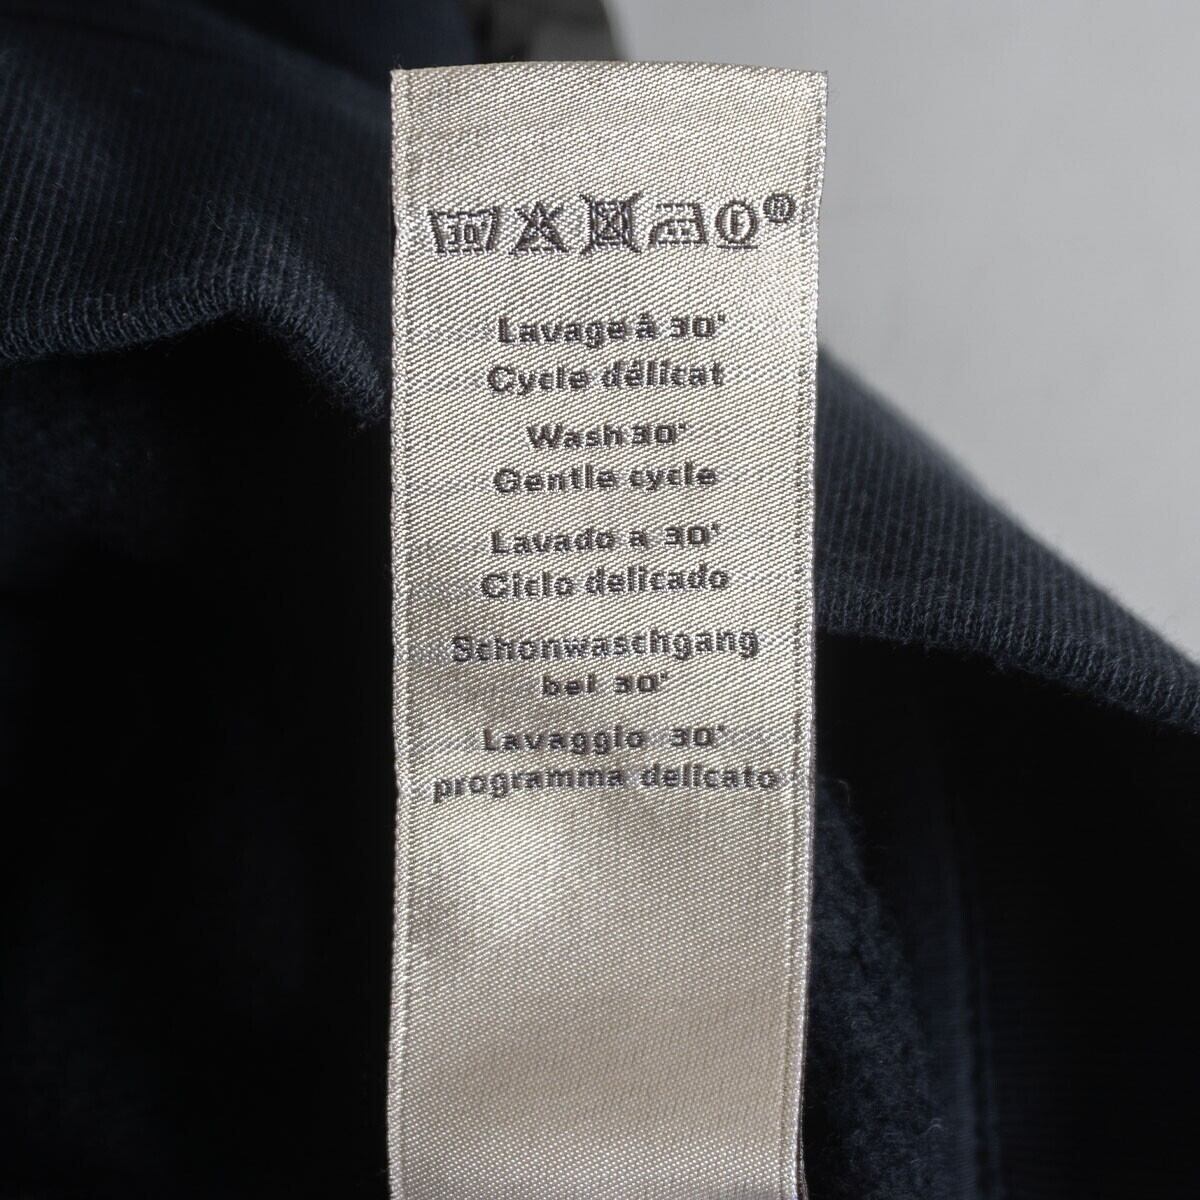 30
F ®
Lavage à 30°
Cycle délicat
Wash 30°
Gentle cycle
Lavado a 30°
Ciclo delicado
Schonwaschgang
bei 30°
Lavaggio 30°
programma delicato